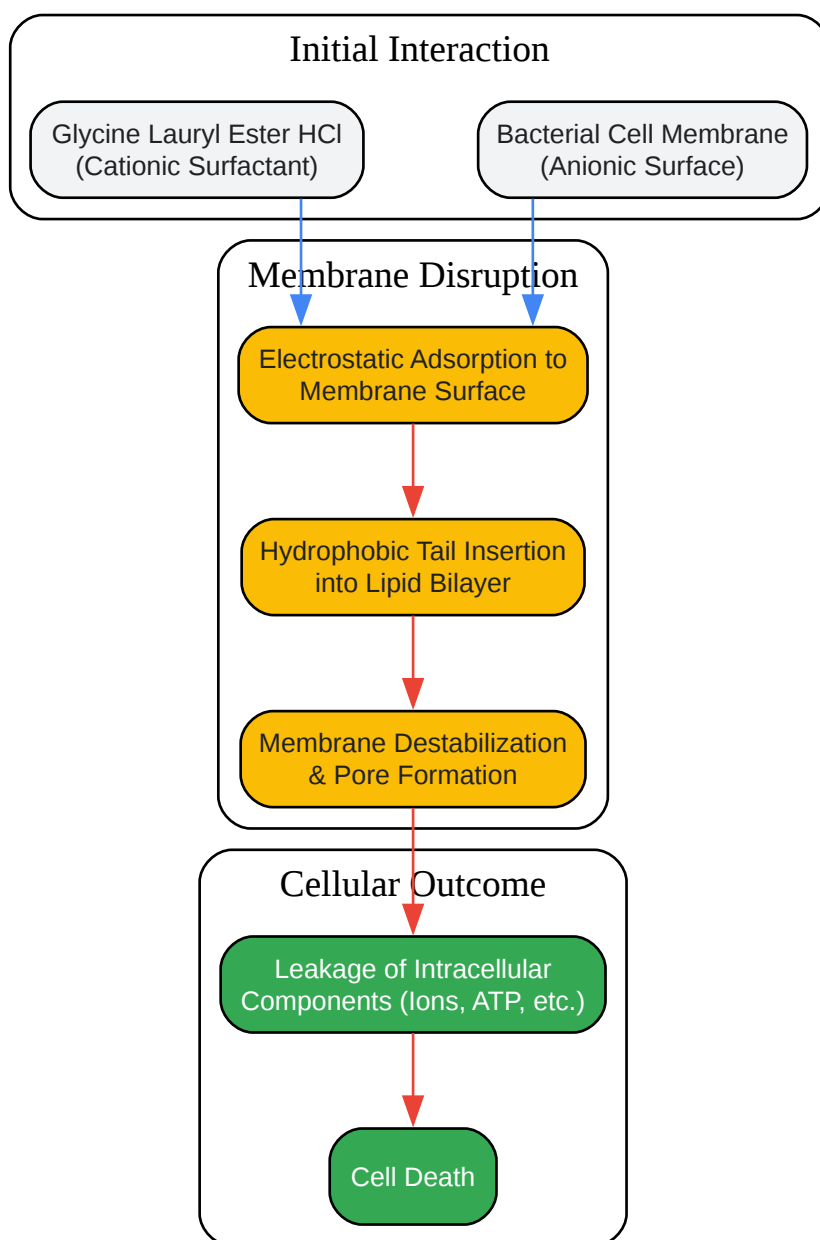 Initial Interaction
Glycine Lauryl Ester HCl
(Cationic Surfactant)
Bacterial Cell Membrane
(Anionic Surface)
Membrane Disruption
Electrostatic Adsorption to
Membrane Surface
Hydrophobic Tail Insertion
into Lipid Bilayer
Membrane Destabilization
& Pore Formation
Cellular Outcome
Leakage of Intracellular
Components (Ions, ATP, etc.)
Cell Death